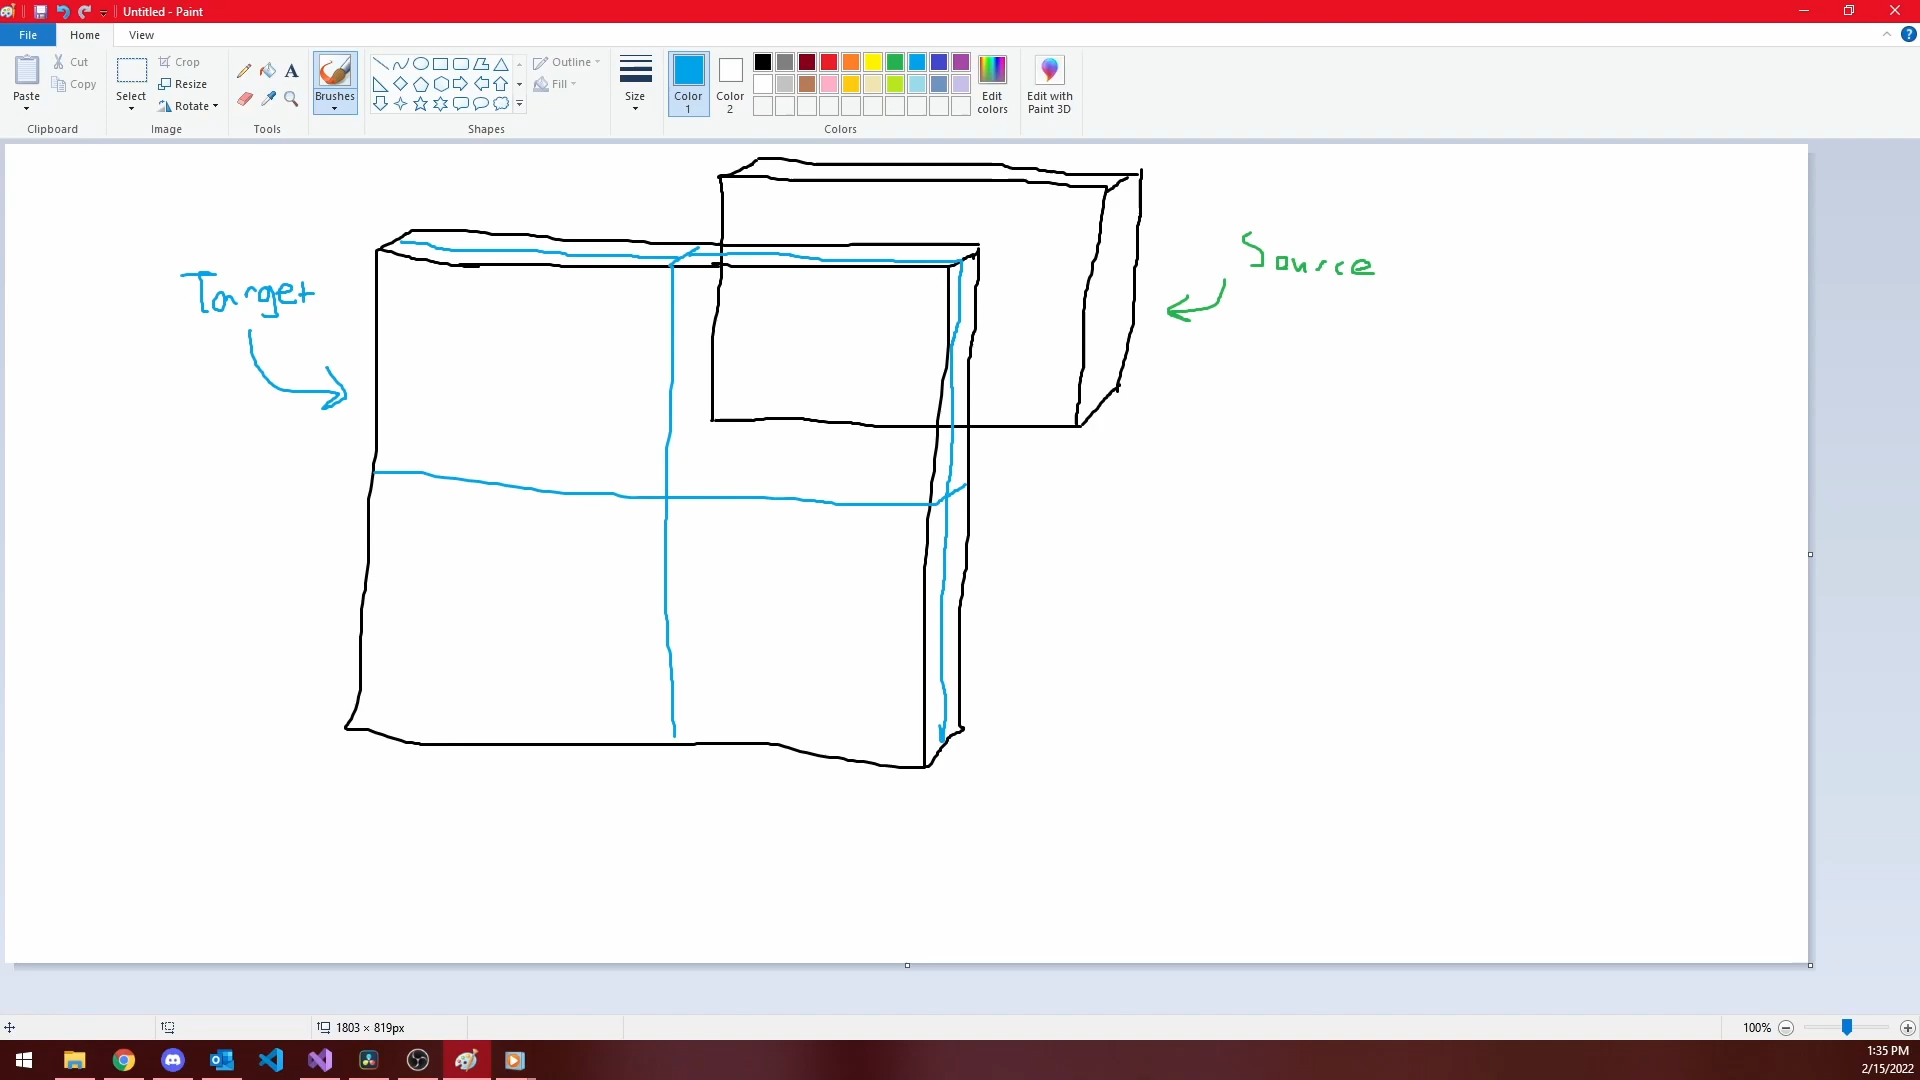 Untitled - Paint
File Home View
Paste
Cut
Copy
Clipboard
Select
Crop
Resize
Rotate
Image
Tools
Brushes
Shapes
Outline
Fill
Size
Color 1
Color 2
Edit colors
Colors
Edit with Paint 3D
Source
Target
1803 × 819px
100%
1:35 PM
2/15/2022